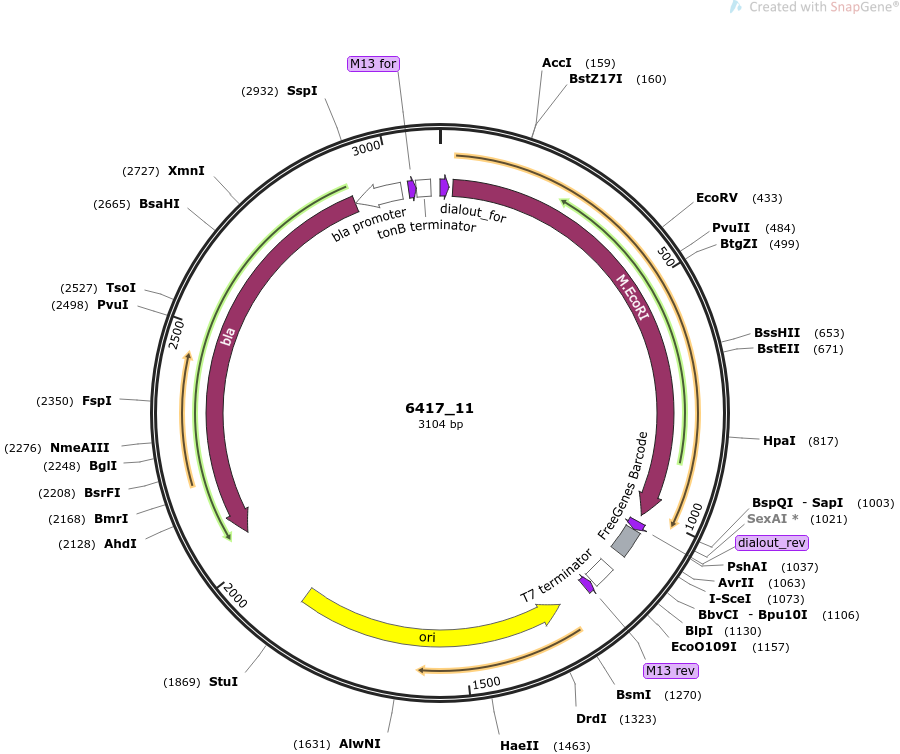 Created with SnapGene®
M13 for
AccI (159)
BstZ17I (160)
(2932) SspI
3000
(2727) XmnI
(2665) BsaHI
bla promoter
tonB terminator
dialout_for
EcoRV (433)
PvuII (484)
BtgZI (499)
500
(2527) TsoI
(2498) PvuI
2500
bla
M.EcoRI
BssHII (653)
BstEII (671)
(2350) FspI
6417_11
3104 bp
HpaI (817)
(2276) NmeAIII
(2248) BglI
(2208) BsrFI
(2168) BmrI
(2128) AhdI
FreeGenes Barcode
1000
BspQI - SapI (1003)
SexAI * (1021)
dialout_rev
PshAI (1037)
AvrII (1063)
I-SceI (1073)
BbvCI - Bpu10I (1106)
BlpI (1130)
EcoO109I (1157)
T7 terminator
2000
ori
M13 rev
(1869) StuI
1500
BsmI (1270)
DrdI (1323)
(1631) AlwNI
HaeII (1463)